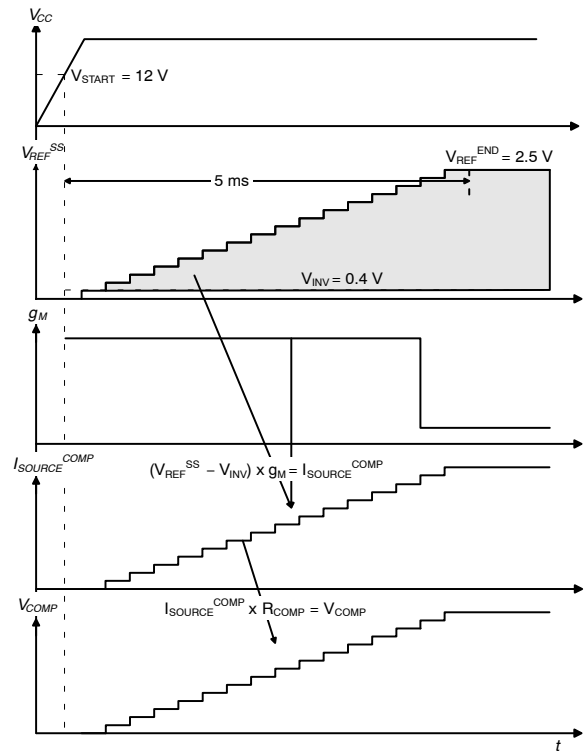 V_CC
V_START = 12 V
V_REF^SS
V_REF^END = 2.5 V
5 ms
V_INV = 0.4 V
g_M
I_SOURCE^COMP
(V_REF^SS − V_INV) x g_M = I_SOURCE^COMP
V_COMP
I_SOURCE^COMP x R_COMP = V_COMP
t